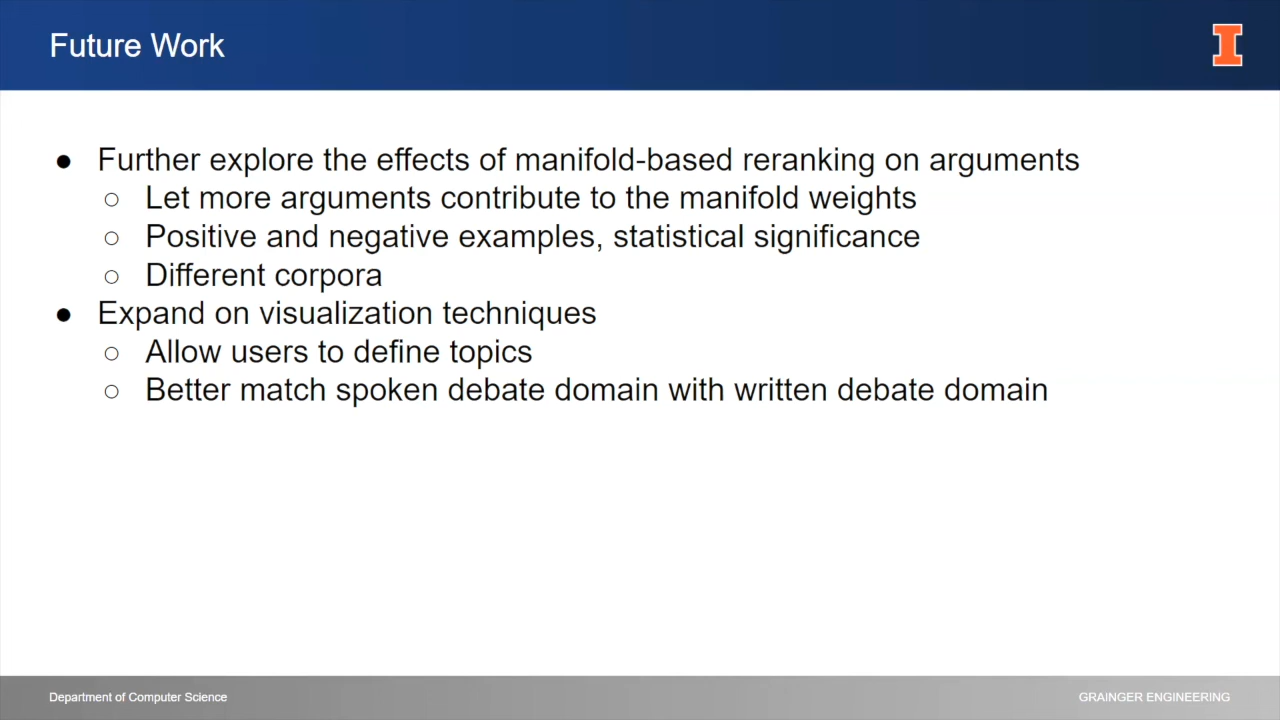 Future Work
● Further explore the effects of manifold-based reranking on arguments
○ Let more arguments contribute to the manifold weights
○ Positive and negative examples, statistical significance
○ Different corpora
● Expand on visualization techniques
○ Allow users to define topics
○ Better match spoken debate domain with written debate domain
Department of Computer Science
GRAINGER ENGINEERING